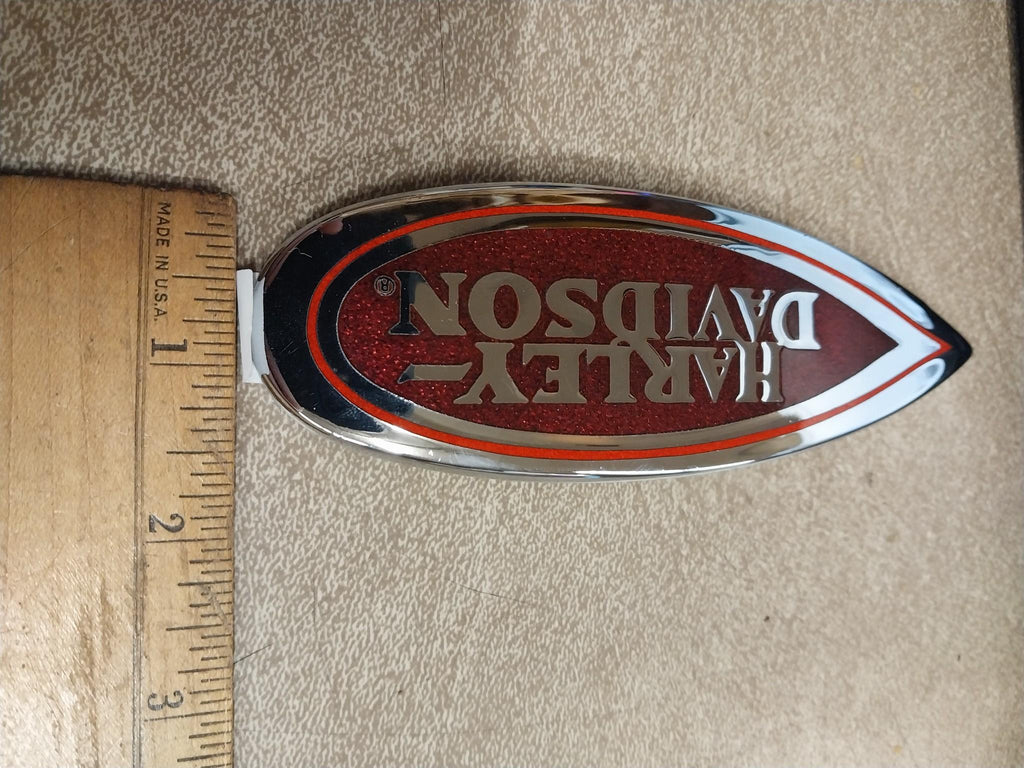 HARLEY-
DAVIDSON®
MADE IN U.S.A.
1
2
3